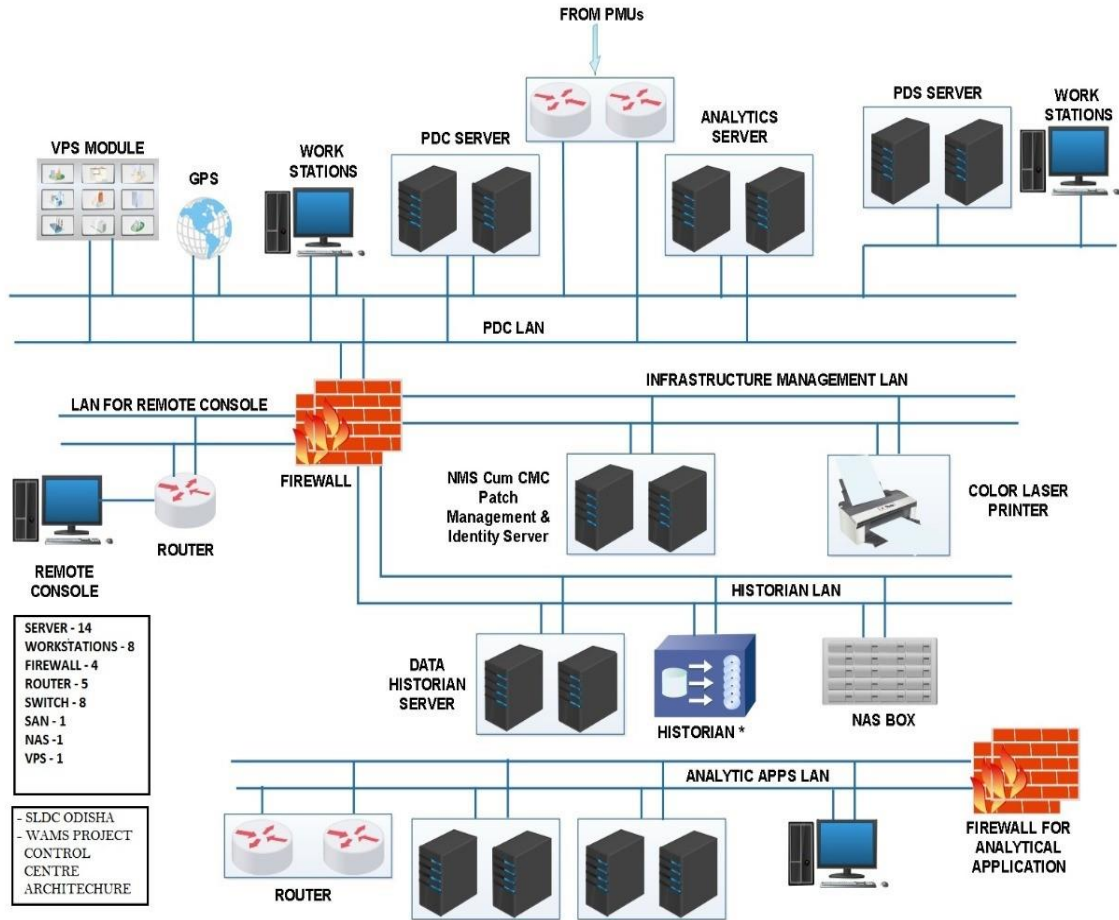 FROM PMUs
VPS MODULE
GPS
WORK
STATIONS
PDC SERVER
ANALYTICS
SERVER
PDS SERVER
WORK
STATIONS
PDC LAN
INFRASTRUCTURE MANAGEMENT LAN
LAN FOR REMOTE CONSOLE
FIREWALL
NMS Cum CMC
Patch
Management &
Identity Server
COLOR LASER
PRINTER
ROUTER
REMOTE
CONSOLE
HISTORIAN LAN
DATA
HISTORIAN
SERVER
HISTORIAN *
NAS BOX
SERVER - 14
WORKSTATIONS - 8
FIREWALL - 4
ROUTER - 5
SWITCH - 8
SAN - 1
NAS -1
VPS - 1
ANALYTIC APPS LAN
- SLDC ODISHA
- WAMS PROJECT
CONTROL
CENTRE
ARCHITECHURE
ROUTER
FIREWALL FOR
ANALYTICAL
APPLICATION